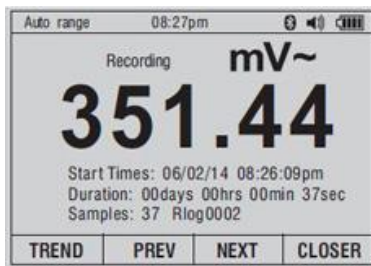 Auto range 08:27pm
Recording mV~
351.44
Start Times: 06/02/14 08:26:09pm
Duration: 00days 00hrs 00min 37sec
Samples: 37 Rlog0002
TREND PREV NEXT CLOSER